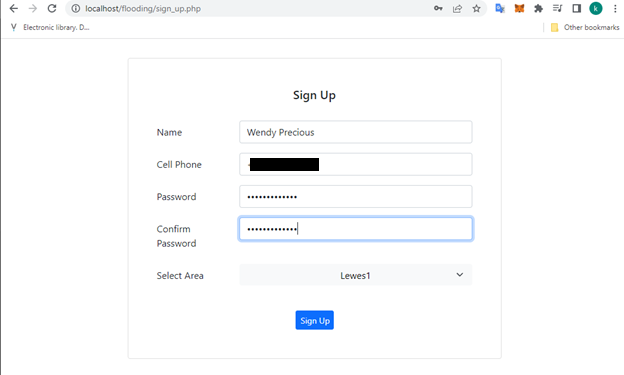 localhost/flooding/sign_up.php
k
Electronic library. D...
Other bookmarks
Sign Up
Name
Wendy Precious
Cell Phone
Password
•••••••••••••
Confirm
Password
•••••••••••••
Select Area
Lewes1
Sign Up